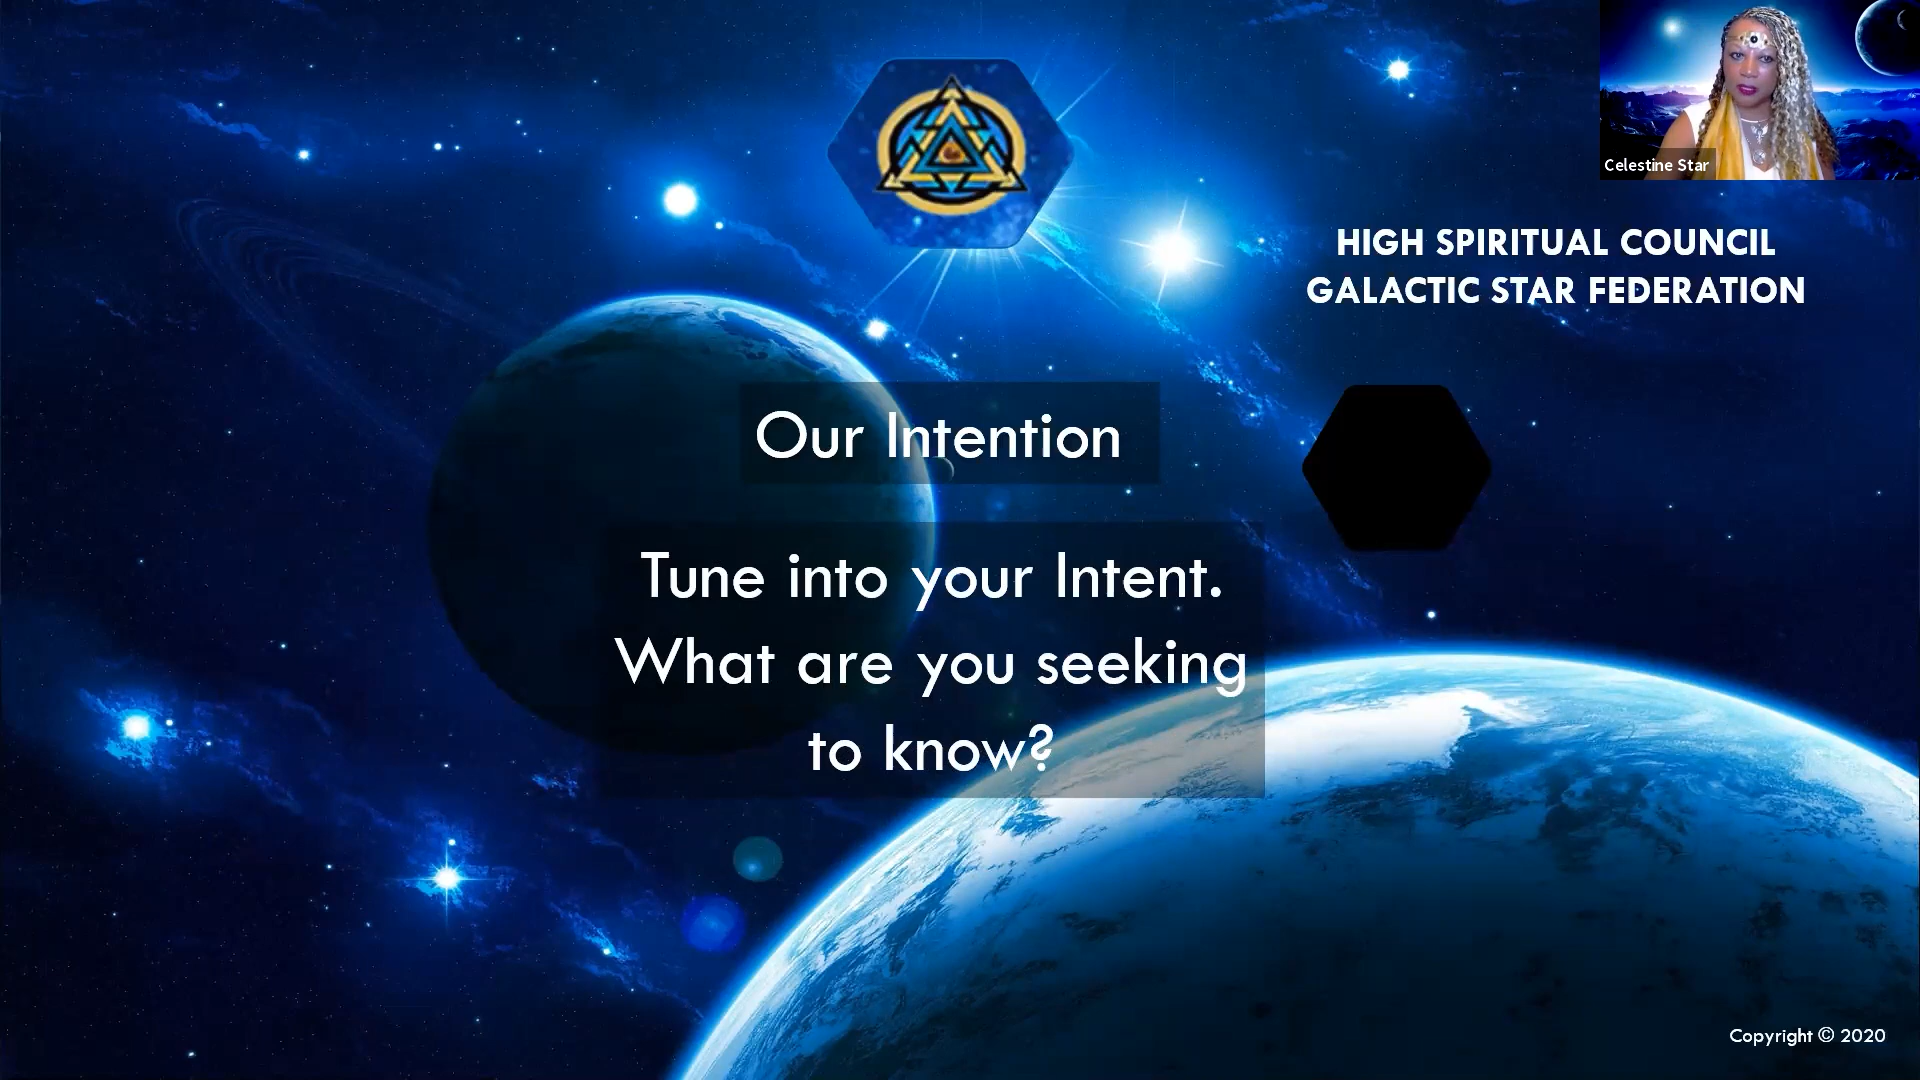 Celestine Star
HIGH SPIRITUAL COUNCIL
GALACTIC STAR FEDERATION
Our Intention
Tune into your Intent.
What are you seeking
to know?
Copyright © 2020